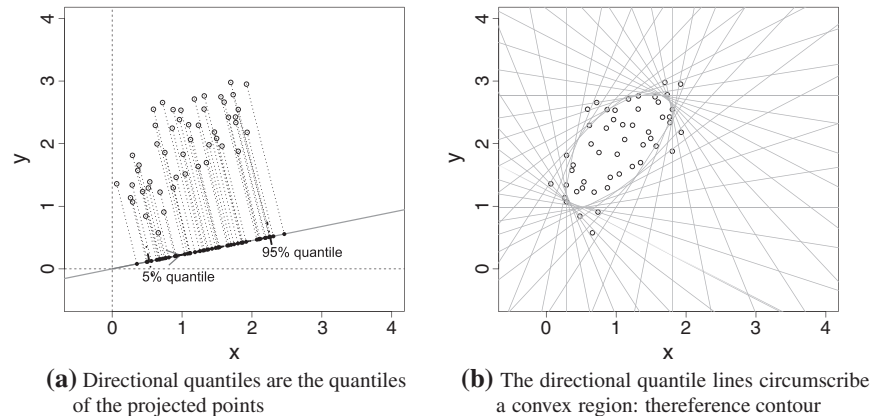 4
3
2
1
0
y
5% quantile
95% quantile
0 1 2 3 4
x
(a) Directional quantiles are the quantiles
of the projected points
4
3
2
1
0
y
0 1 2 3 4
x
(b) The directional quantile lines circumscribe
a convex region: thereference contour